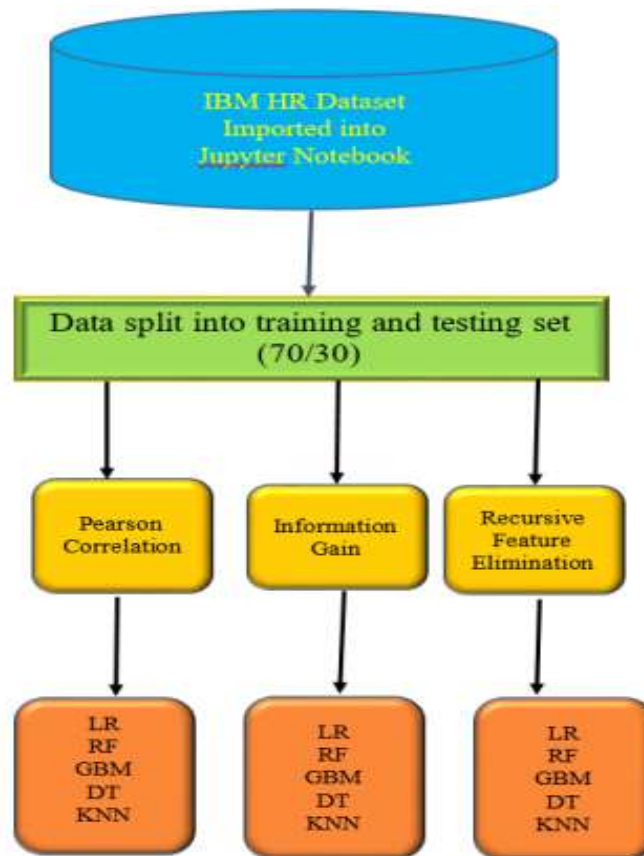 IBM HR Dataset
Imported into
Jupyter Notebook
Data split into training and testing set
(70/30)
Pearson
Correlation
Information
Gain
Recursive
Feature
Elimination
LR
RF
GBM
DT
KNN
LR
RF
GBM
DT
KNN
LR
RF
GBM
DT
KNN